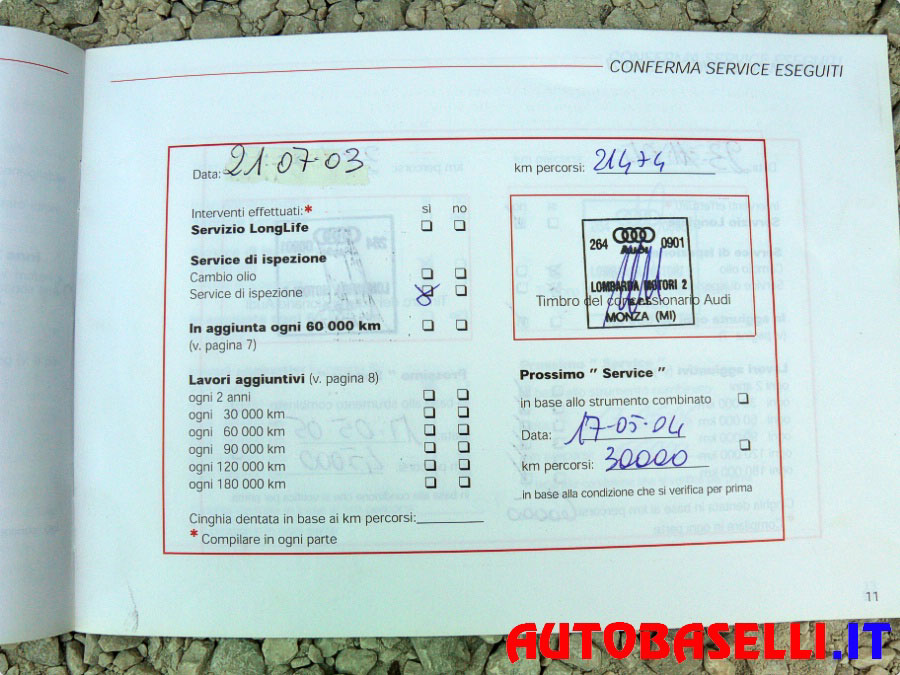 CONFERMA SERVICE ESEGUITI
Data: 21-07-03
km percorsi: 21474
Interventi effettuati:* sì no
Servizio LongLife
Service di ispezione
Cambio olio
Service di ispezione
In aggiunta ogni 60 000 km
(v. pagina 7)
Lavori aggiuntivi (v. pagina 8)
ogni 2 anni
ogni 30 000 km
ogni 60 000 km
ogni 90 000 km
ogni 120 000 km
ogni 180 000 km
Cinghia dentata in base ai km percorsi:
* Compilare in ogni parte
264 0901
Audi
LOMBARDA MOTORI 2
Timbro del concessionario Audi
MONZA (MI)
Prossimo " Service "
in base allo strumento combinato
Data: 17-05-04
km percorsi: 30000
in base alla condizione che si verifica per prima
11
AUTOBASELLI.IT